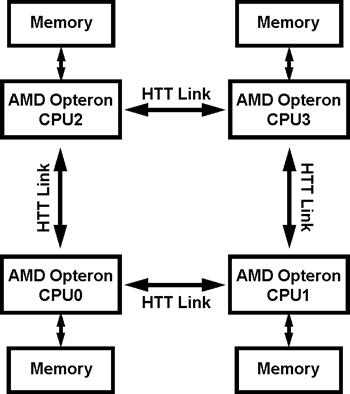 Memory
Memory
AMD Opteron
CPU2
HTT Link
AMD Opteron
CPU3
HTT Link
HTT Link
AMD Opteron
CPU0
HTT Link
AMD Opteron
CPU1
Memory
Memory